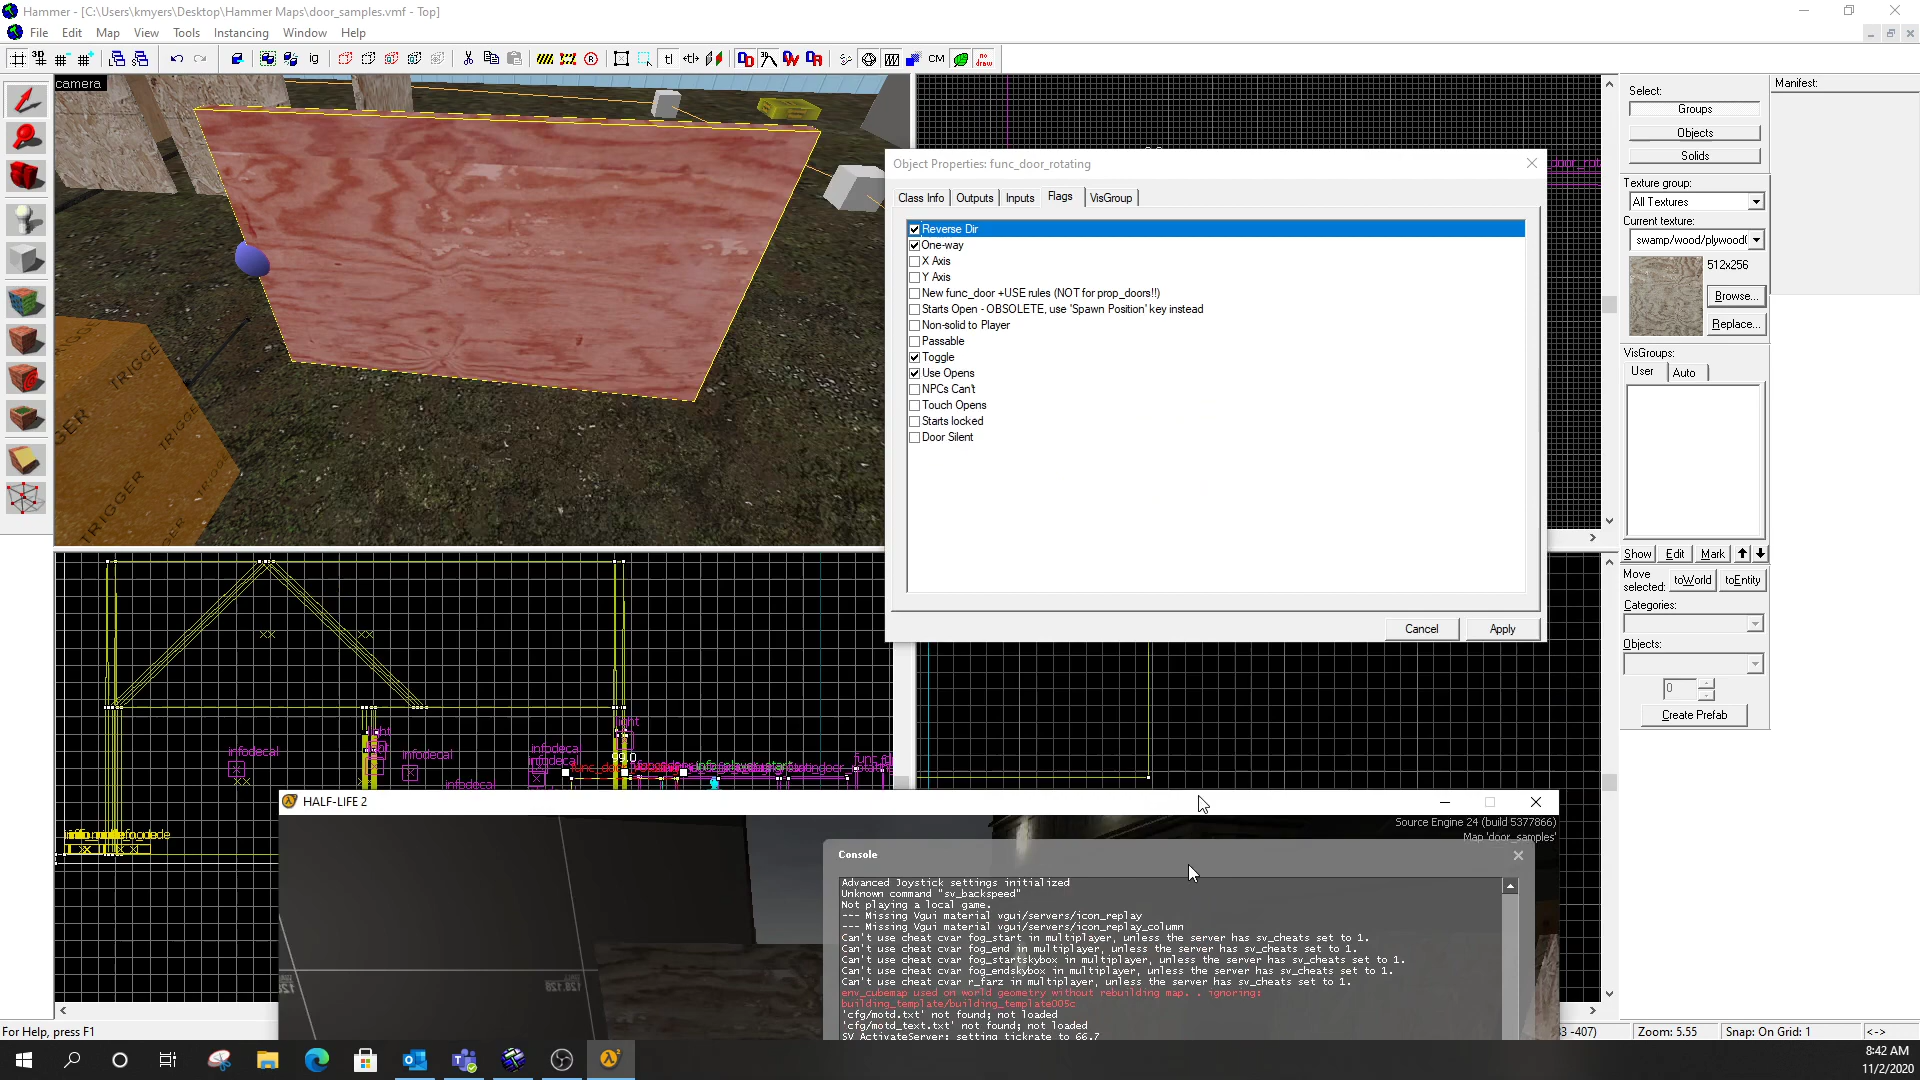 Hammer - [C:\Users\kmyers\Desktop\Hammer Maps\door_samples.vmf - Top]
File Edit Map View Tools Instancing Window Help
ig tl CM
camera
TRIGGER
TRIGGER
TRIGGER
TRIGGER
Object Properties: func_door_rotating
Class Info Outputs Inputs Flags VisGroup
Reverse Dir
One-way
X Axis
Y Axis
New func_door +USE rules (NOT for prop_doors!!)
Starts Open - OBSOLETE, use 'Spawn Position' key instead
Non-solid to Player
Passable
Toggle
Use Opens
NPCs Can't
Touch Opens
Starts locked
Door Silent
Cancel Apply
Select:
Groups
Objects
Solids
Texture group:
All Textures
Current texture:
swamp/wood/plywood(
512x256
Browse...
Replace...
VisGroups:
User Auto
Show Edit Mark
Move selected: toWorld toEntity
Categories:
Objects:
0
Create Prefab
Manifest:
infodecal
infodecal
infodecal
infodecal
infodecal
light
HALF-LIFE 2
Source Engine 24 (build 5377866)
Map 'door_samples'
Console
Advanced Joystick settings initialized
Unknown command "sv_backspeed"
Not playing a local game.
--- Missing Vgui material vgui/servers/icon_replay
--- Missing Vgui material vgui/servers/icon_replay_column
Can't use cheat cvar fog_start in multiplayer, unless the server has sv_cheats set to 1.
Can't use cheat cvar fog_end in multiplayer, unless the server has sv_cheats set to 1.
Can't use cheat cvar fog_startskybox in multiplayer, unless the server has sv_cheats set to 1.
Can't use cheat cvar fog_endskybox in multiplayer, unless the server has sv_cheats set to 1.
Can't use cheat cvar r_farz in multiplayer, unless the server has sv_cheats set to 1.
env_cubemap used on world geometry without rebuilding map. . ignoring:
building_template/building_template005c
'cfg/motd.txt' not found; not loaded
'cfg/motd_text.txt' not found; not loaded
SV_ActivateServer: setting tickrate to 66.7
For Help, press F1
-407) Zoom: 5.55 Snap: On Grid: 1 <->
8:42 AM
11/2/2020